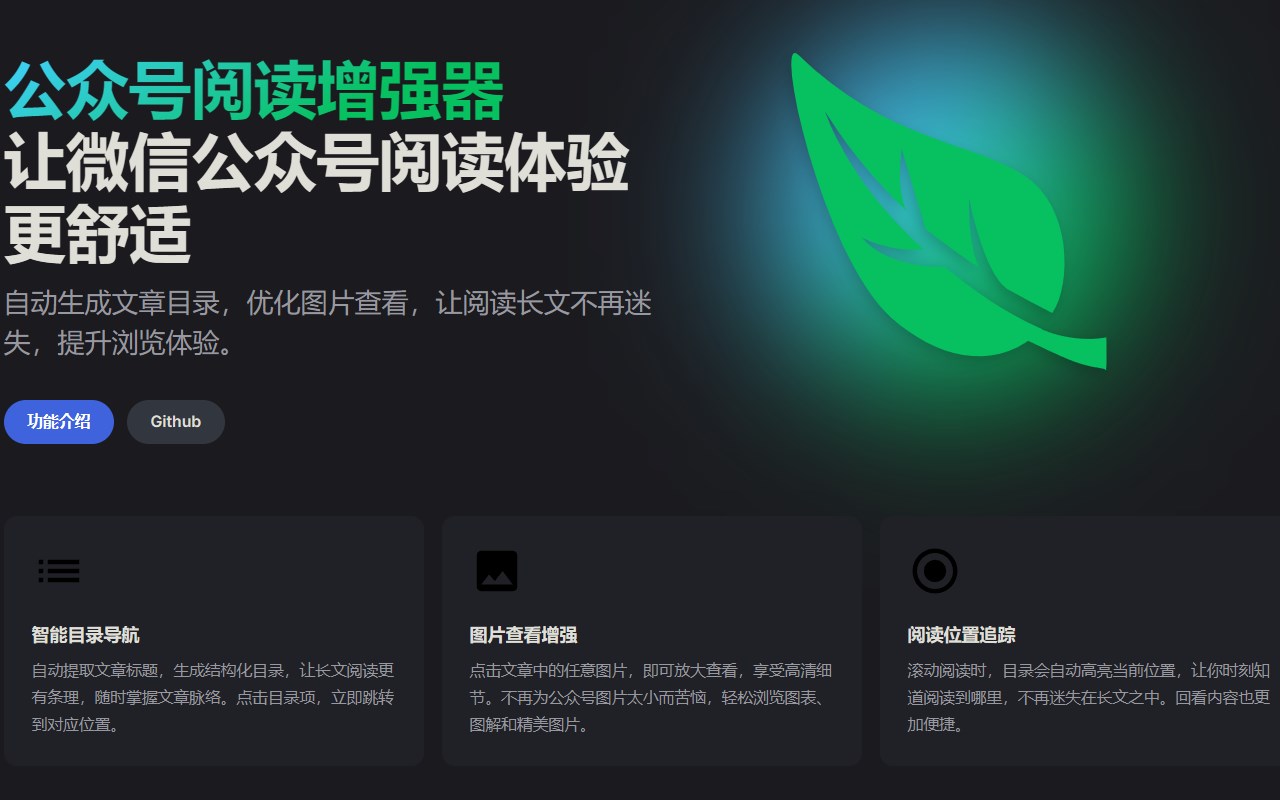 公众号阅读增强器
让微信公众号阅读体验
更舒适
自动生成文章目录，优化图片查看，让阅读长文不再迷
失，提升浏览体验。
功能介绍
Github
智能目录导航
自动提取文章标题，生成结构化目录，让长文阅读更
有条理，随时掌握文章脉络。点击目录项，立即跳转
到对应位置。
图片查看增强
点击文章中的任意图片，即可放大查看，享受高清细
节。不再为公众号图片太小而苦恼，轻松浏览图表、
图解和精美图片。
阅读位置追踪
滚动阅读时，目录会自动高亮当前位置，让你时刻知
道阅读到哪里，不再迷失在长文之中。回看内容也更
加便捷。